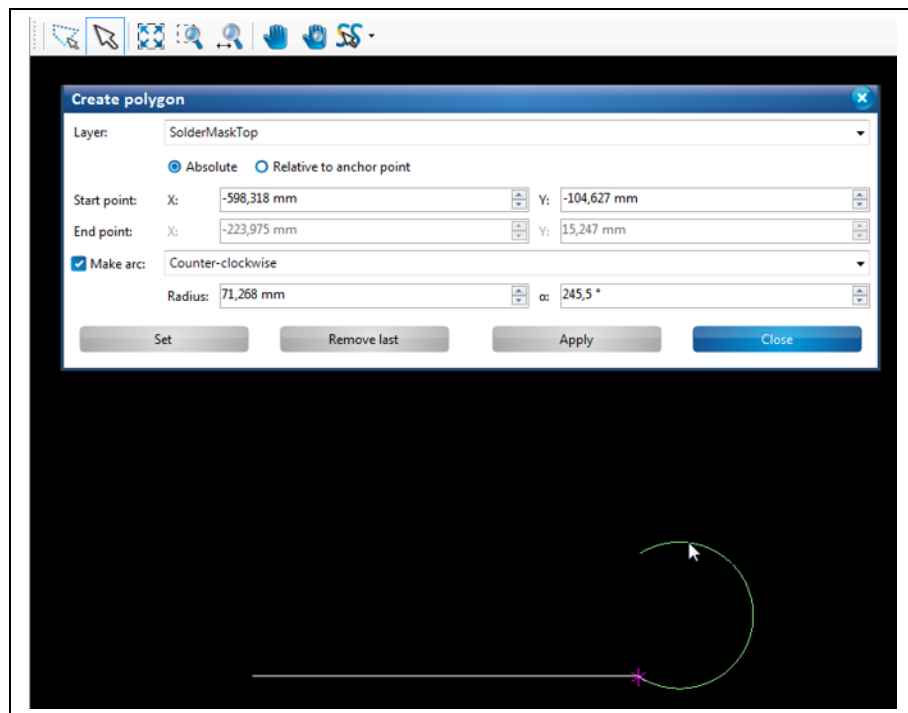 Create polygon
Layer: SolderMaskTop
Absolute Relative to anchor point
Start point: X: -598,318 mm Y: -104,627 mm
End point: X: -223,975 mm Y: 15,247 mm
Make arc: Counter-clockwise
Radius: 71,268 mm α: 245,5 °
Set Remove last Apply Close